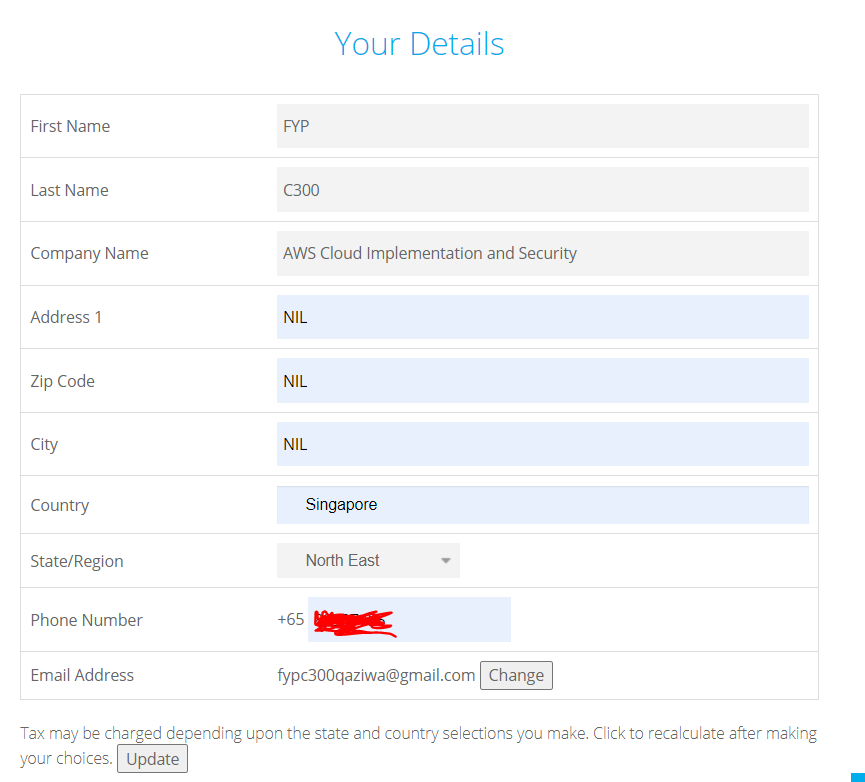 Your Details
First Name FYP
Last Name C300
Company Name AWS Cloud Implementation and Security
Address 1 NIL
Zip Code NIL
City NIL
Country Singapore
State/Region North East
Phone Number +65
Email Address fypc300qaziwa@gmail.com Change
Tax may be charged depending upon the state and country selections you make. Click to recalculate after making
your choices. Update